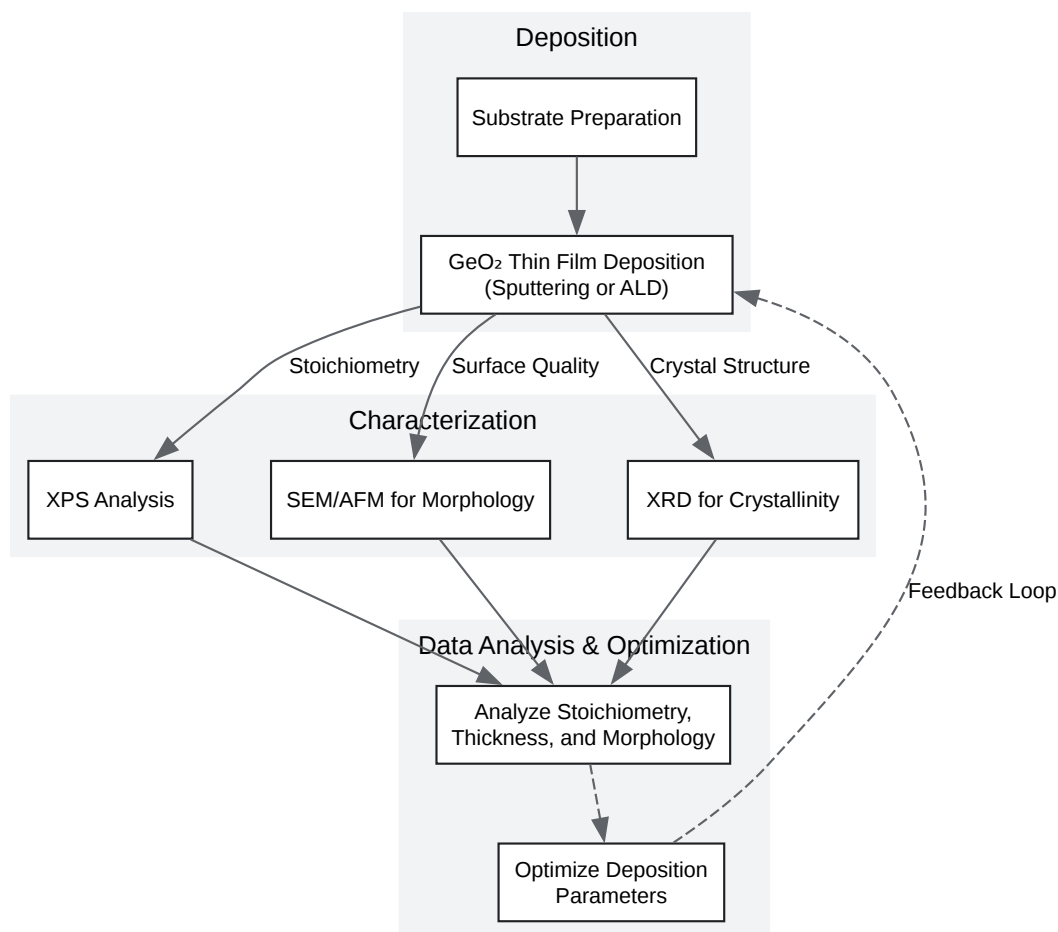 Deposition
Substrate Preparation
GeO₂ Thin Film Deposition
(Sputtering or ALD)
Stoichiometry
Surface Quality
Crystal Structure
Characterization
XPS Analysis
SEM/AFM for Morphology
XRD for Crystallinity
Feedback Loop
Data Analysis & Optimization
Analyze Stoichiometry,
Thickness, and Morphology
Optimize Deposition
Parameters